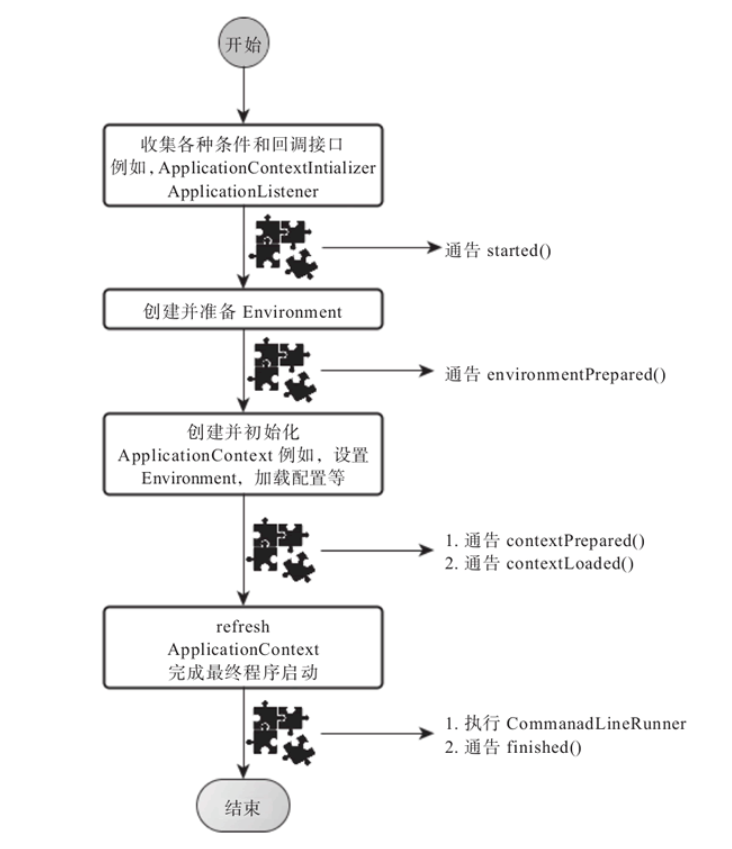 开始
收集各种条件和回调接口
例如，ApplicationContextIntializer
ApplicationListener
通告 started()
创建并准备 Environment
通告 environmentPrepared()
创建并初始化
ApplicationContext 例如，设置
Environment，加载配置等
1. 通告 contextPrepared()
2. 通告 contextLoaded()
refresh
ApplicationContext
完成最终程序启动
1. 执行 CommanadLineRunner
2. 通告 finished()
结束